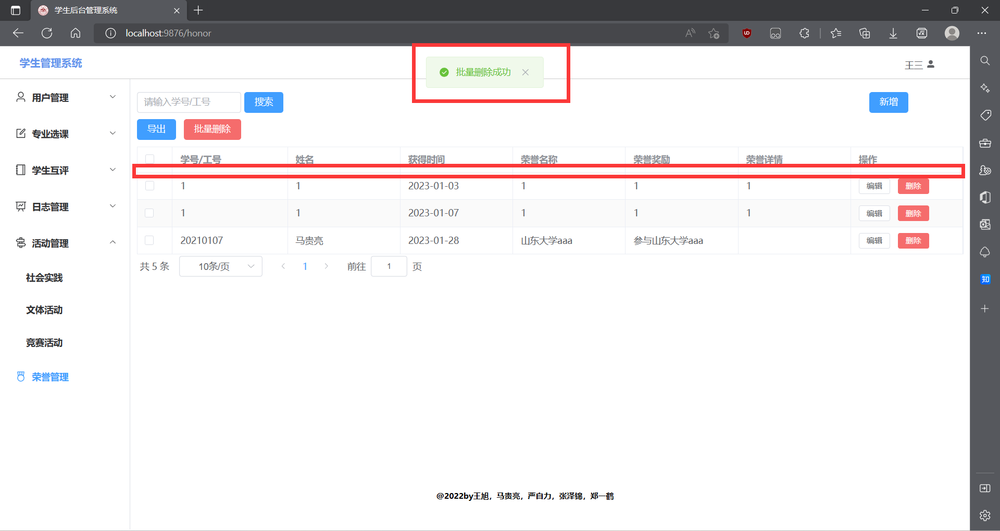 学生后台管理系统
localhost:9876/honor
学生管理系统
批量删除成功
王三
用户管理
专业选课
学生互评
日志管理
活动管理
社会实践
文体活动
竞赛活动
荣誉管理
请输入学号/工号 搜索 新增
导出 批量删除
学号/工号 姓名 获得时间 荣誉名称 荣誉奖励 荣誉详情 操作
1 1 2023-01-03 1 1 1 编辑 删除
1 1 2023-01-07 1 1 1 编辑 删除
20210107 马贵亮 2023-01-28 山东大学aaa 参与山东大学aaa 编辑 删除
共 5 条 10条/页 1 前往 1 页
@2022by王旭，马贵亮，严自力，张泽锦，郑一鹤
知